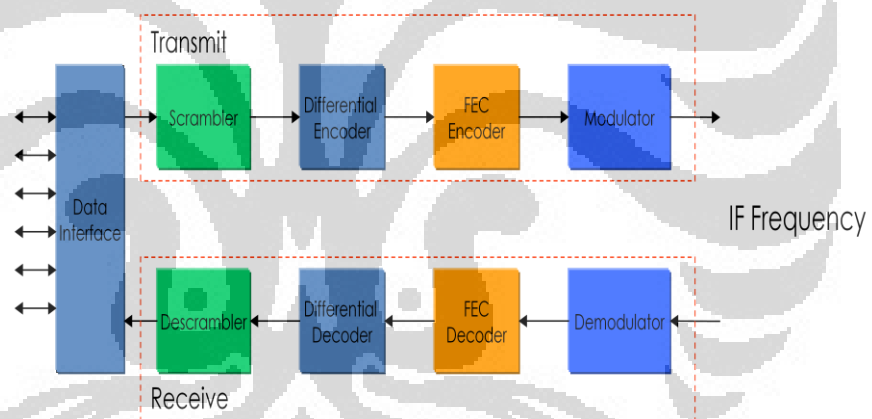 Transmit
Scrambler
Differential
Encoder
FEC
Encoder
Modulator
Data
Interface
IF Frequency
Descrambler
Differential
Decoder
FEC
Decoder
Demodulator
Receive